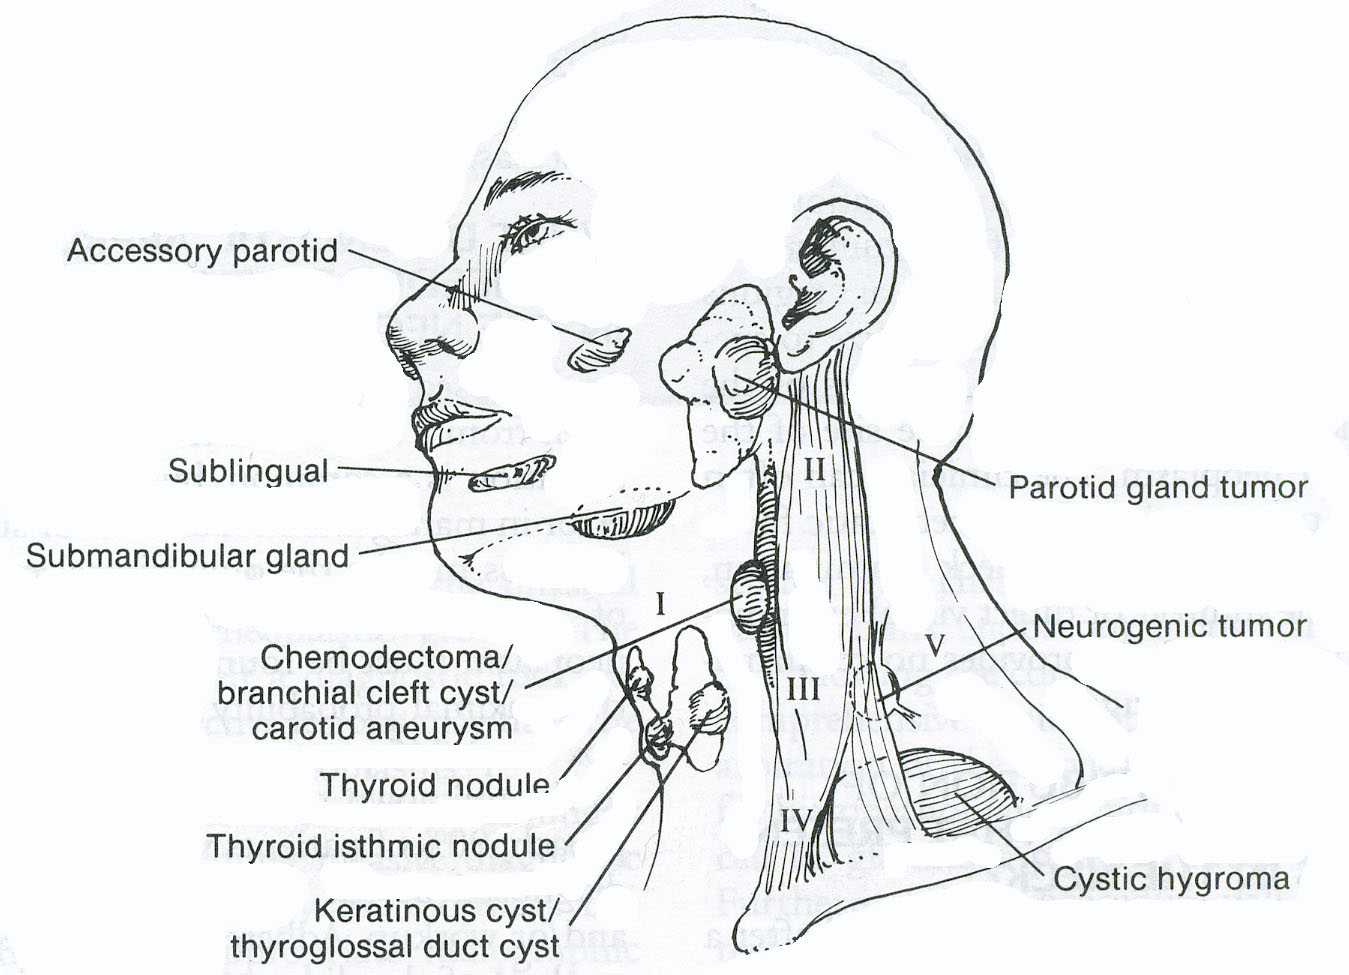 Accessory parotid
Sublingual
Submandibular gland
Chemodectoma/
branchial cleft cyst/
carotid aneurysm
Thyroid nodule
Thyroid isthmic nodule
Keratinous cyst/
thyroglossal duct cyst
I
II
III
IV
V
Parotid gland tumor
Neurogenic tumor
Cystic hygroma